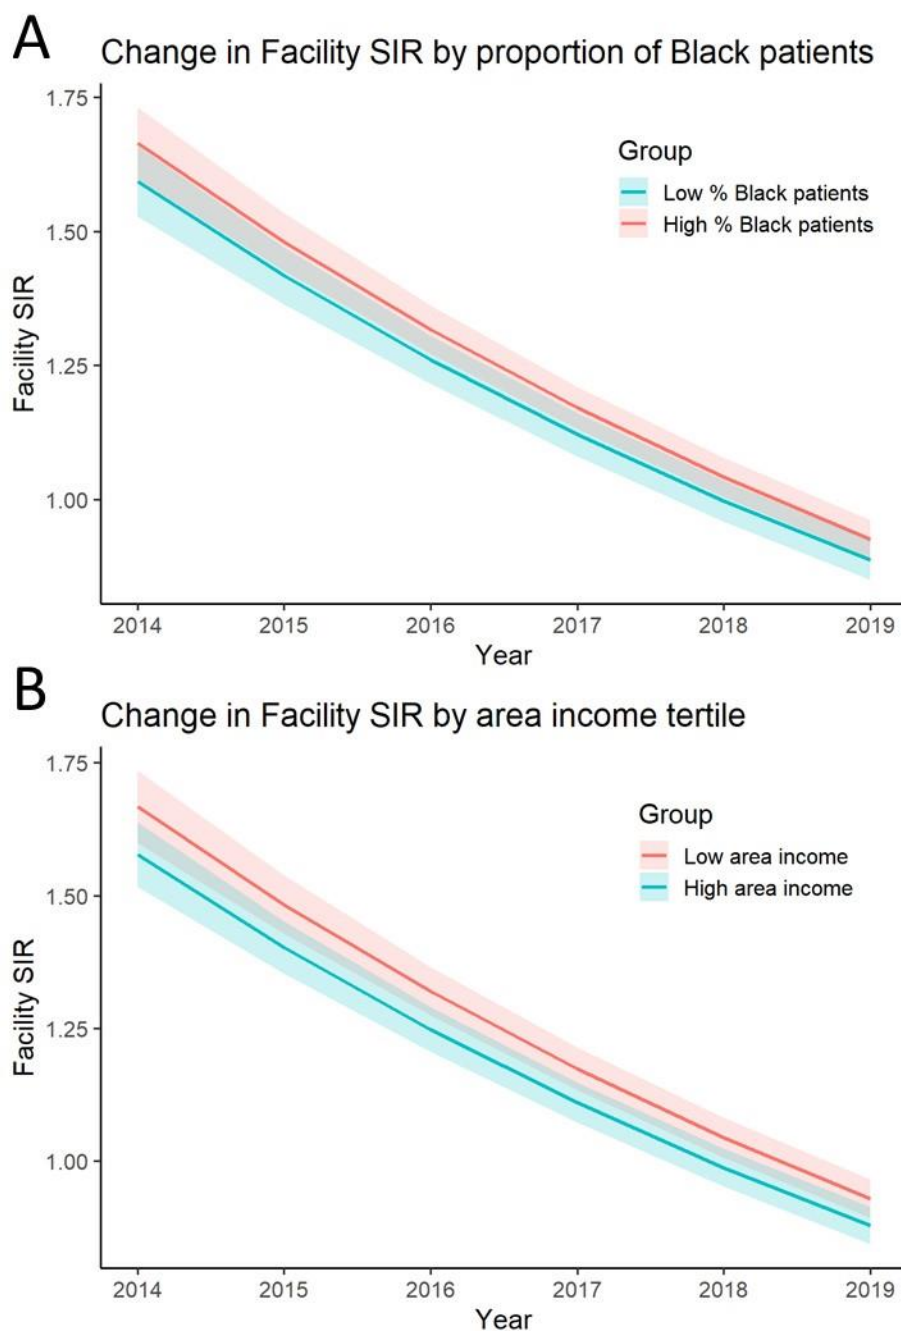 A
Change in Facility SIR by proportion of Black patients
1.75
1.50
1.25
1.00
Facility SIR
Group
Low % Black patients
High % Black patients
2014 2015 2016 2017 2018 2019
Year
B
Change in Facility SIR by area income tertile
1.75
1.50
1.25
1.00
Facility SIR
Group
Low area income
High area income
2014 2015 2016 2017 2018 2019
Year